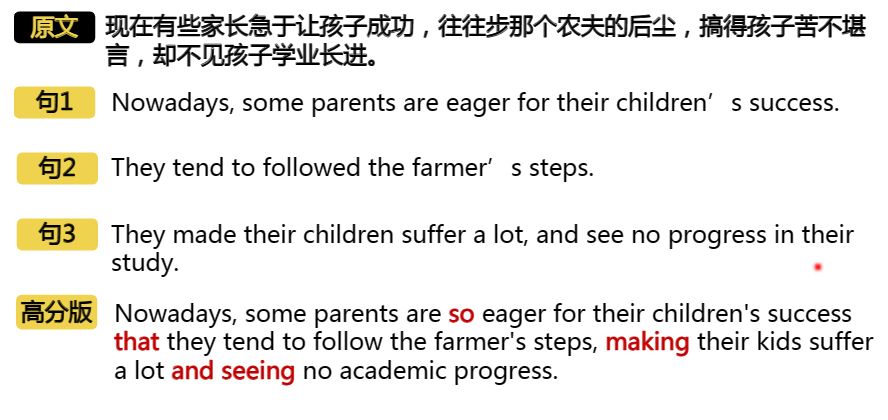 原文 现在有些家长急于让孩子成功，往往步那个农夫的后尘，搞得孩子苦不堪
言，却不见孩子学业长进。
句1 Nowadays, some parents are eager for their children’s success.
句2 They tend to followed the farmer’s steps.
句3 They made their children suffer a lot, and see no progress in their
study.
高分版 Nowadays, some parents are so eager for their children's success
that they tend to follow the farmer's steps, making their kids suffer
a lot and seeing no academic progress.